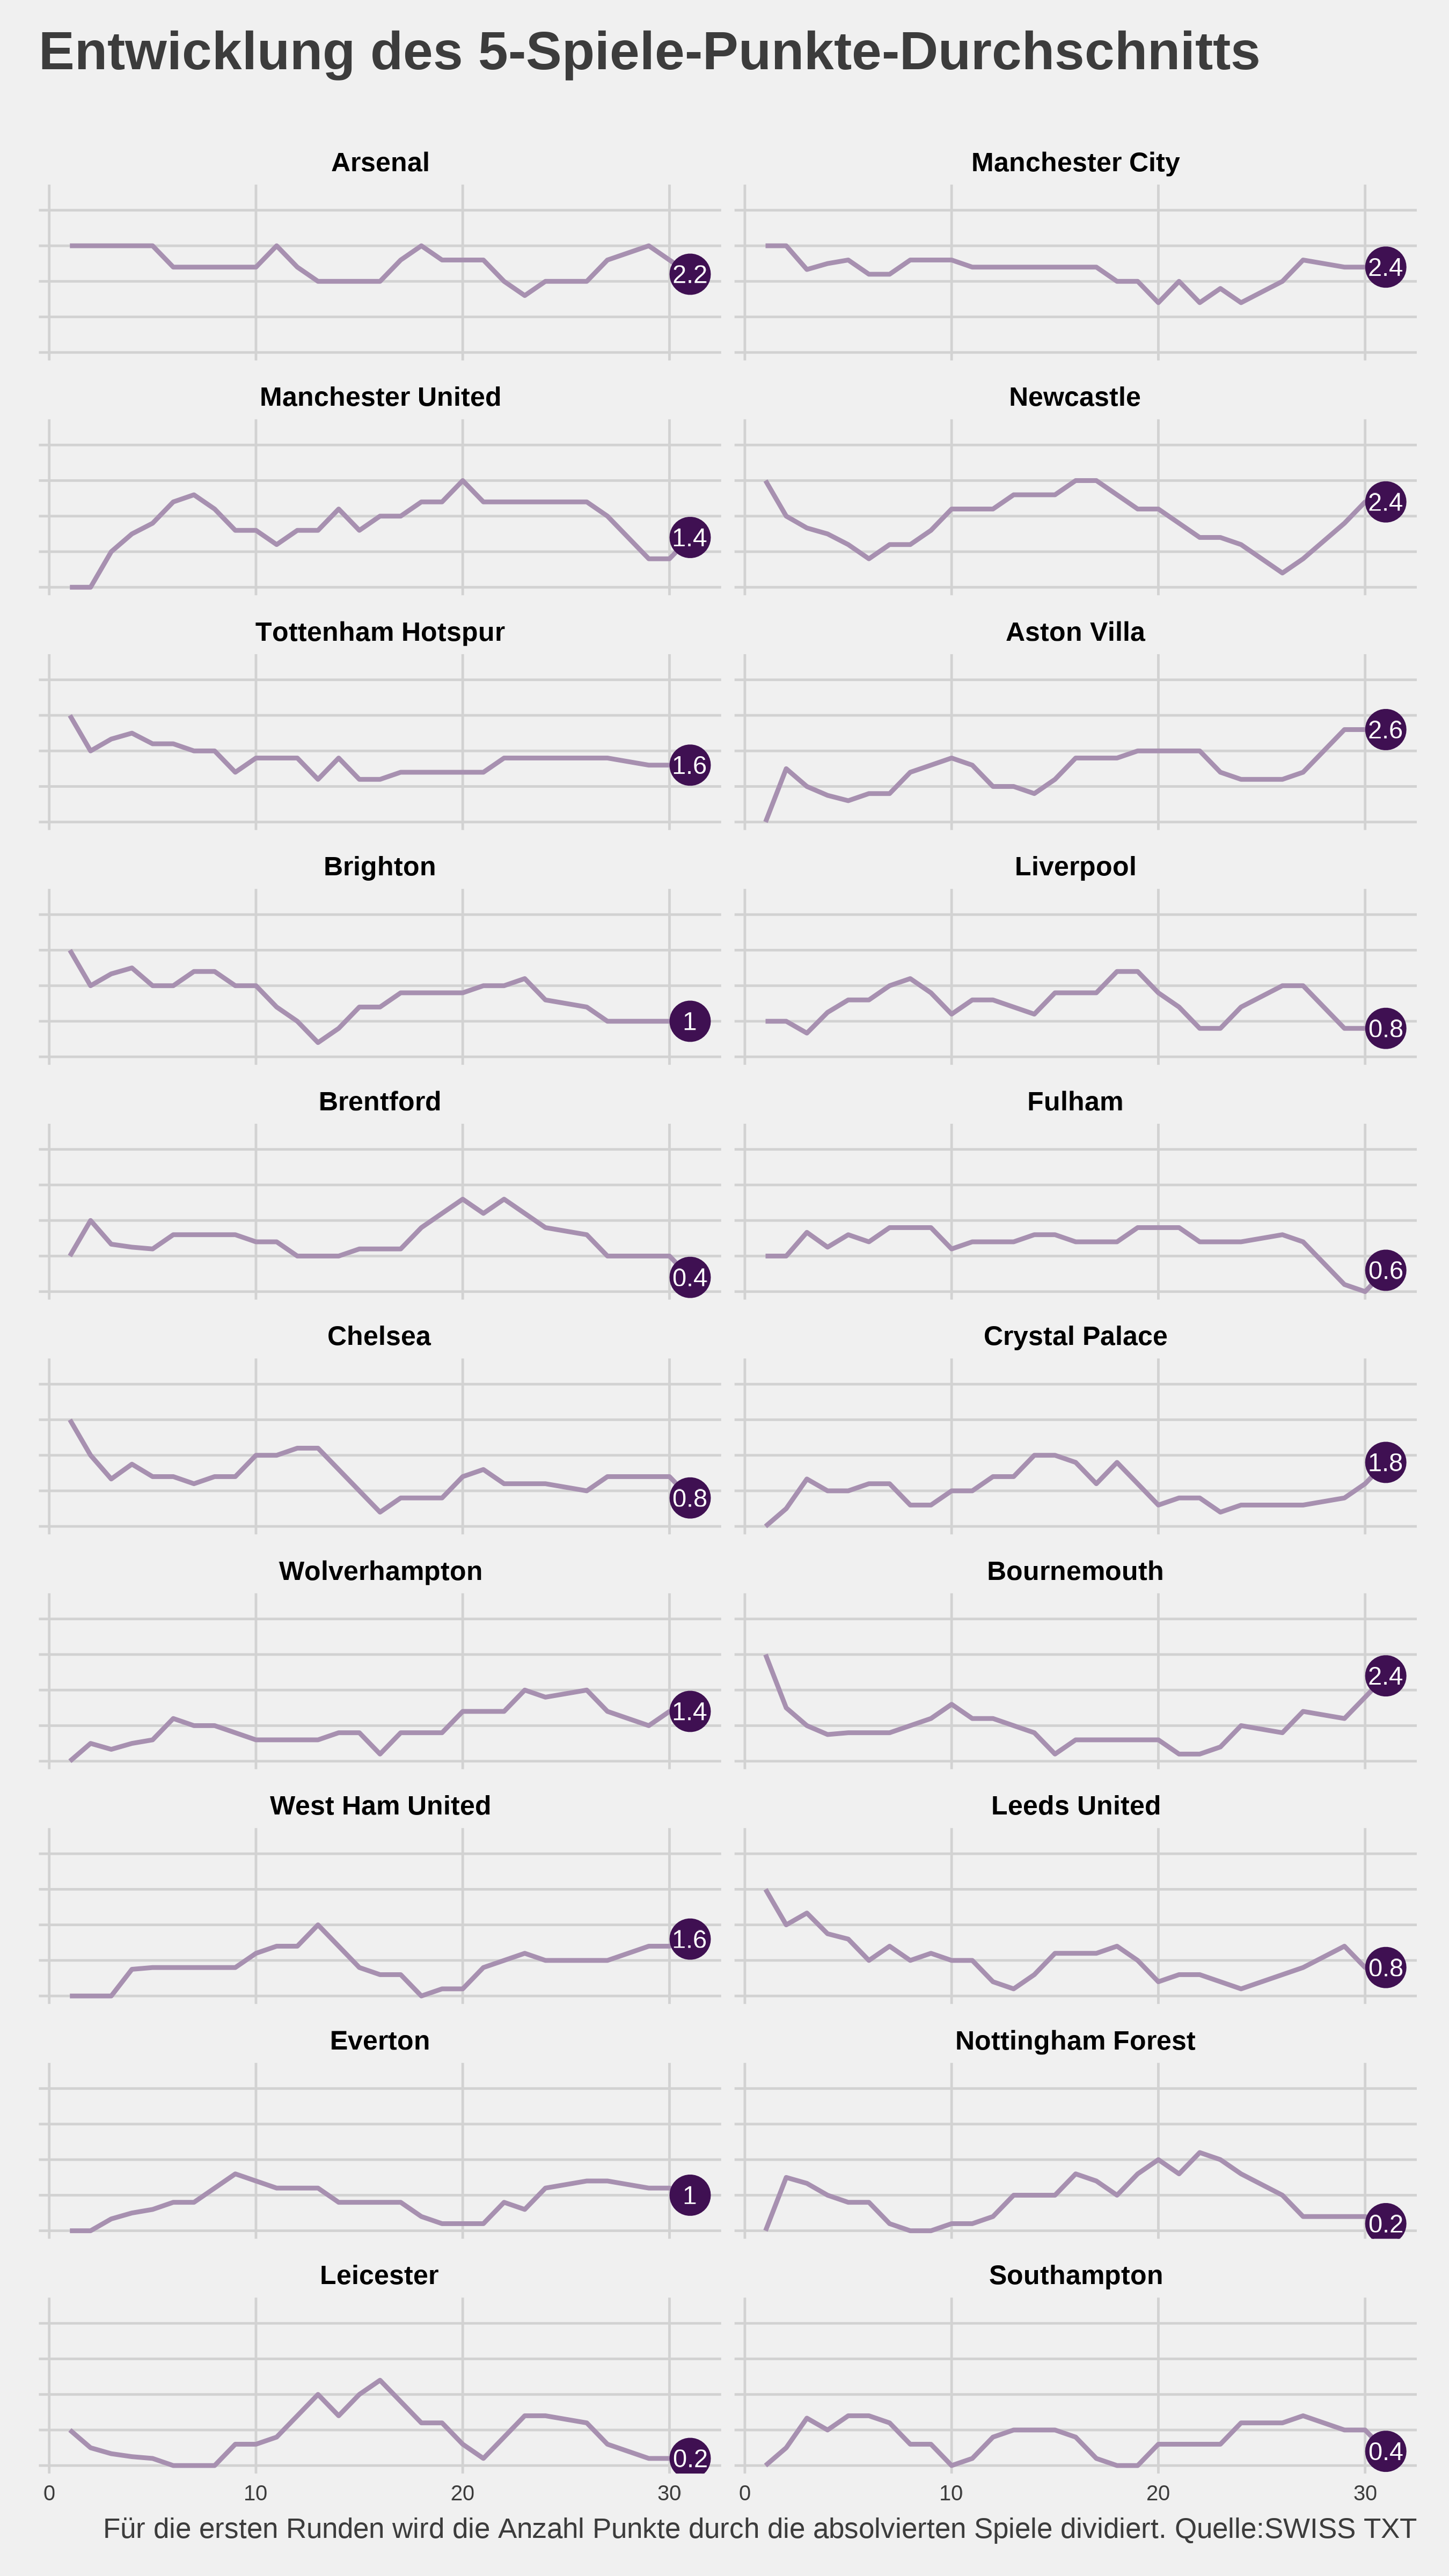 Entwicklung des 5-Spiele-Punkte-Durchschnitts
Arsenal
Manchester City
2.2
2.4
Manchester United
Newcastle
1.4
2.4
Tottenham Hotspur
Aston Villa
1.6
2.6
Brighton
Liverpool
1
0.8
Brentford
Fulham
0.4
0.6
Chelsea
Crystal Palace
0.8
1.8
Wolverhampton
Bournemouth
1.4
2.4
West Ham United
Leeds United
1.6
0.8
Everton
Nottingham Forest
1
0.2
Leicester
Southampton
0.2
0.4
0 10 20 30 0 10 20 30
Für die ersten Runden wird die Anzahl Punkte durch die absolvierten Spiele dividiert. Quelle:SWISS TXT